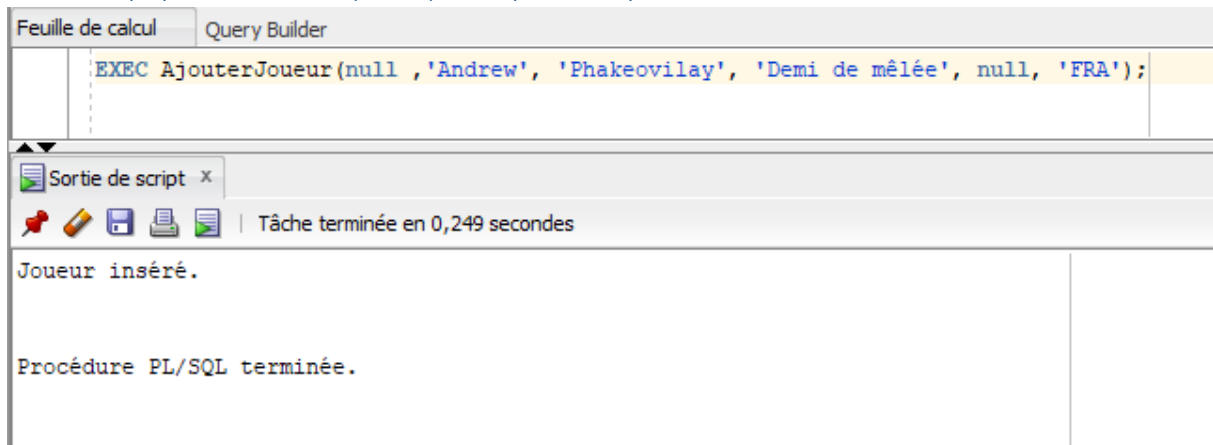 Feuille de calcul Query Builder
EXEC AjouterJoueur(null ,'Andrew', 'Phakeovilay', 'Demi de mêlée', null, 'FRA');
Sortie de script x
Tâche terminée en 0,249 secondes
Joueur inséré.
Procédure PL/SQL terminée.